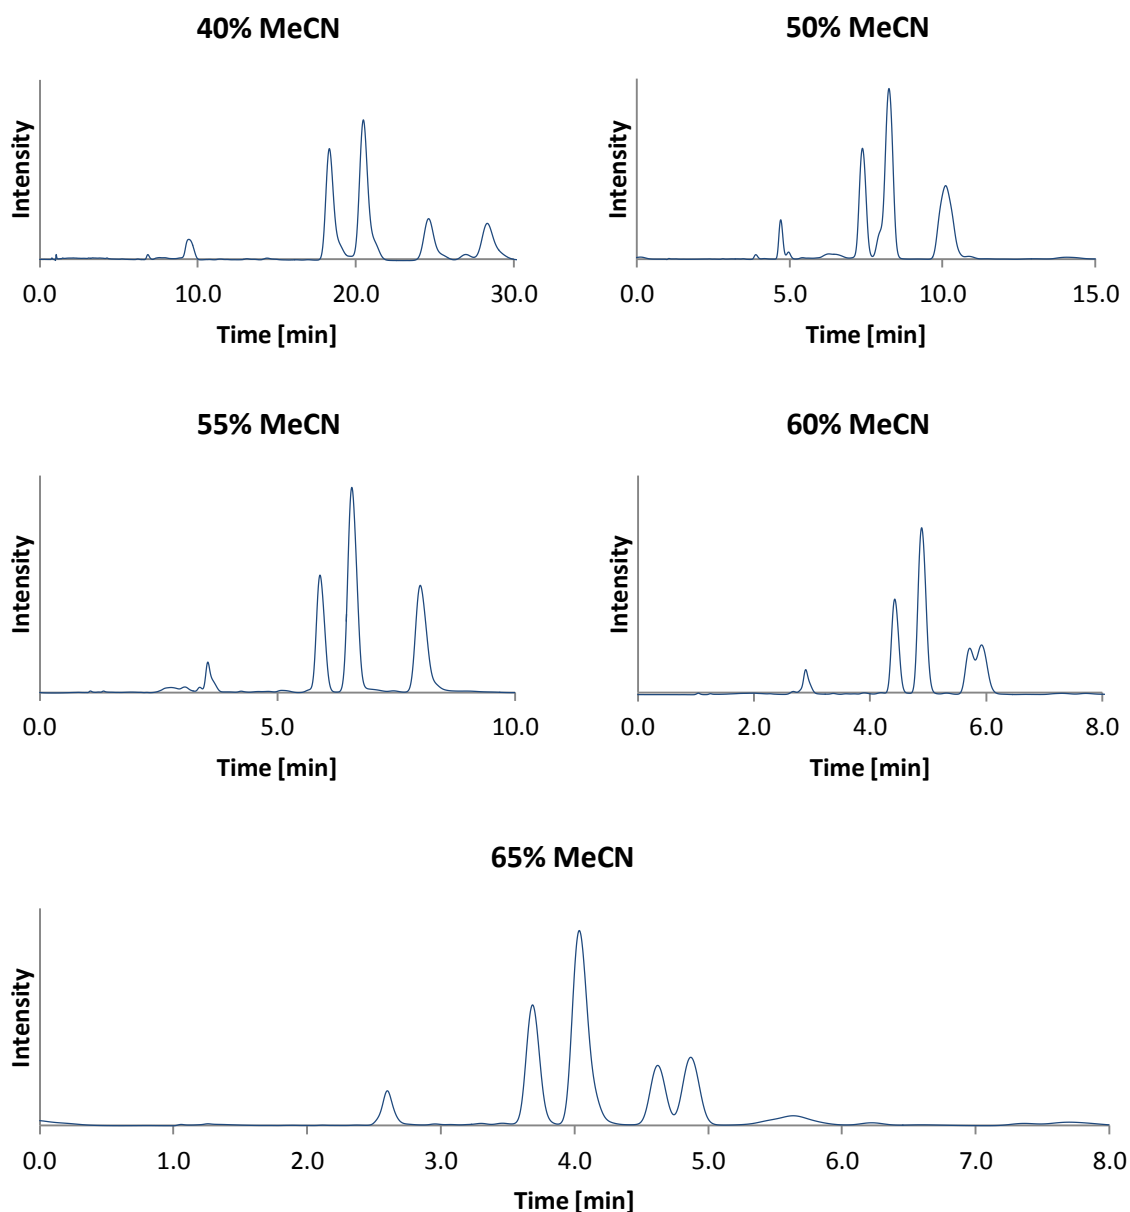 40% MeCN
Intensity
0.0 10.0 20.0 30.0
Time [min]
50% MeCN
Intensity
0.0 5.0 10.0 15.0
Time [min]
55% MeCN
Intensity
0.0 5.0 10.0
Time [min]
60% MeCN
Intensity
0.0 2.0 4.0 6.0 8.0
Time [min]
65% MeCN
Intensity
0.0 1.0 2.0 3.0 4.0 5.0 6.0 7.0 8.0
Time [min]